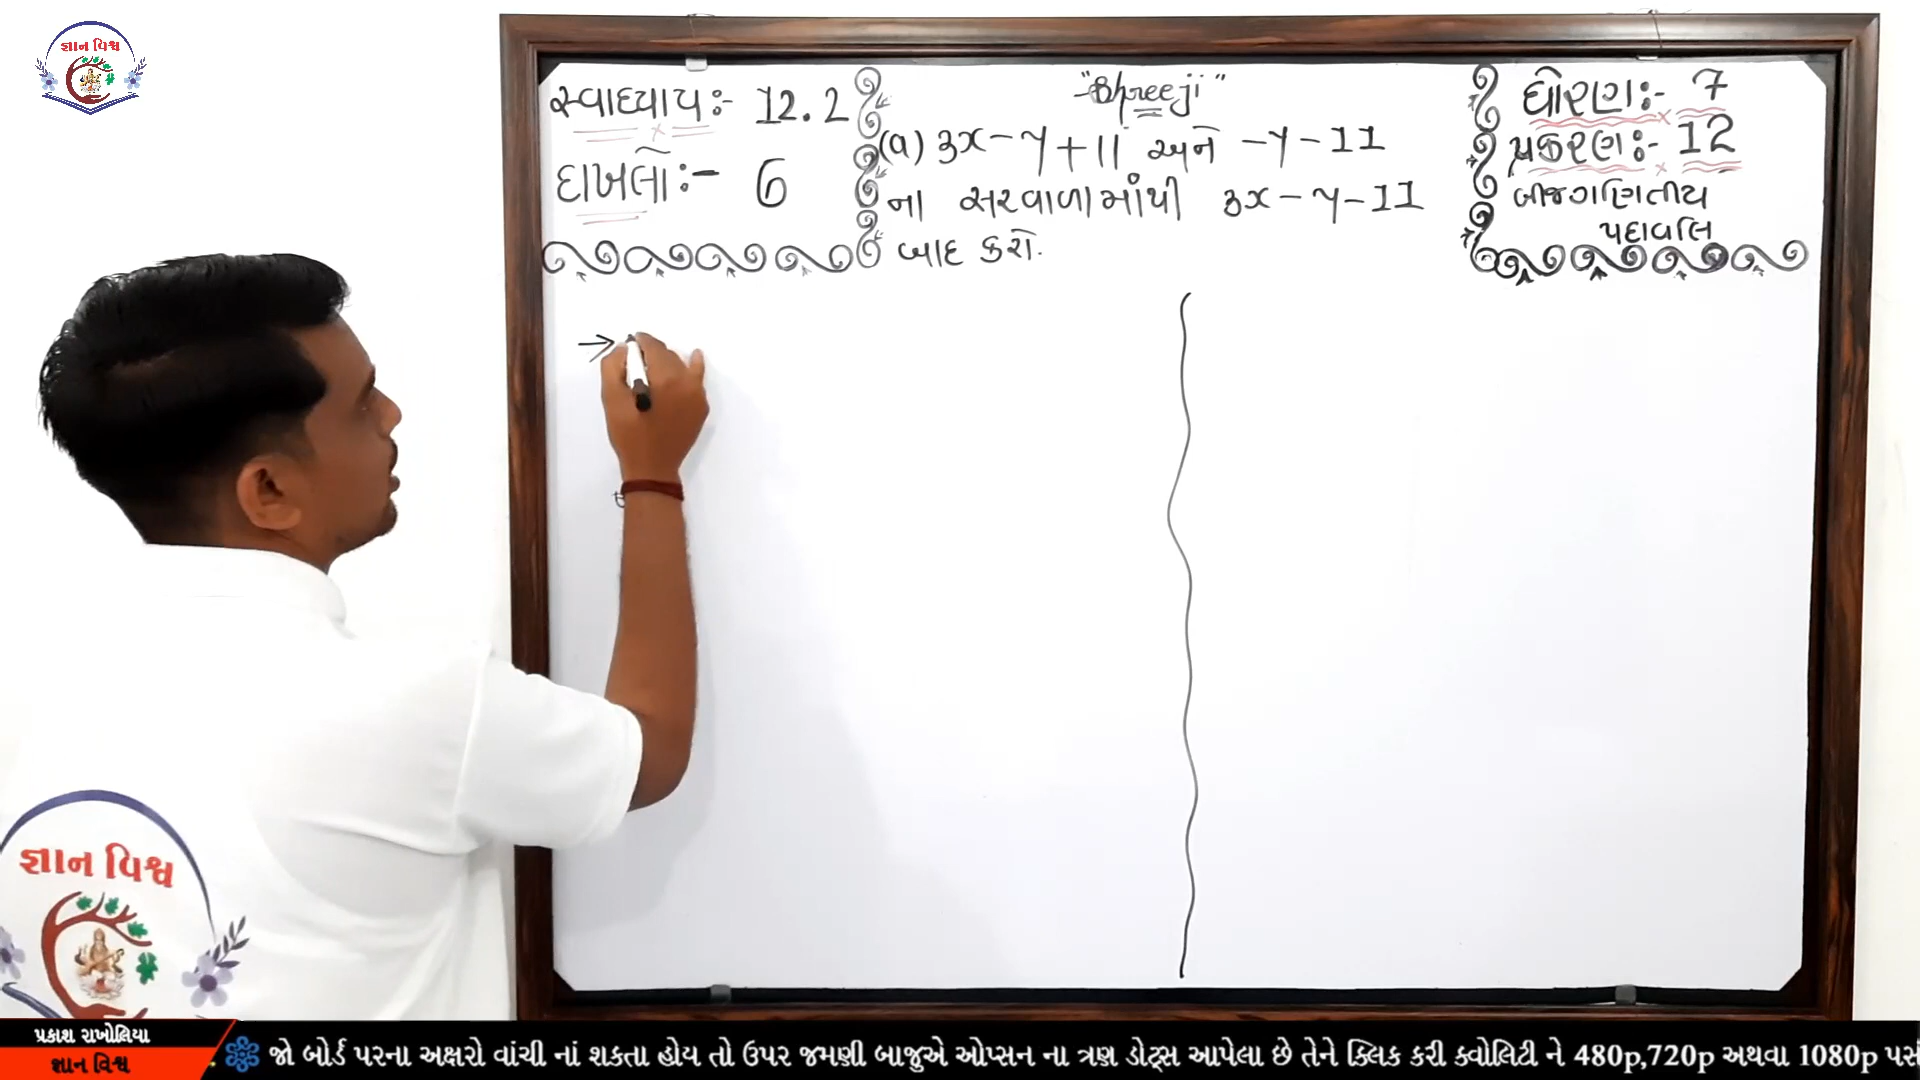 જ્ઞાન વિશ્વ
સ્વાધ્યાય:- 12.2
દાખલો:- 6
"Shreeji"
(a) 3x - y + 11 અને -y - 11
ના સરવાળામાંથી 3x - y - 11
બાદ કરો.
ધોરણ:- 7
પ્રકરણ:- 12
બીજગણિતીય
પદાવલિ
જ્ઞાન વિશ્વ
પ્રકાશ રાખોલિયા
જ્ઞાન વિશ્વ
જો બોર્ડ પરના અક્ષરો વાંચી નાં શકતા હોય તો ઉપર જમણી બાજુએ ઓપ્સન ના ત્રણ ડોટ્સ આપેલા છે તેને ક્લિક કરી ક્વોલિટી ને 480p,720p અથવા 1080p